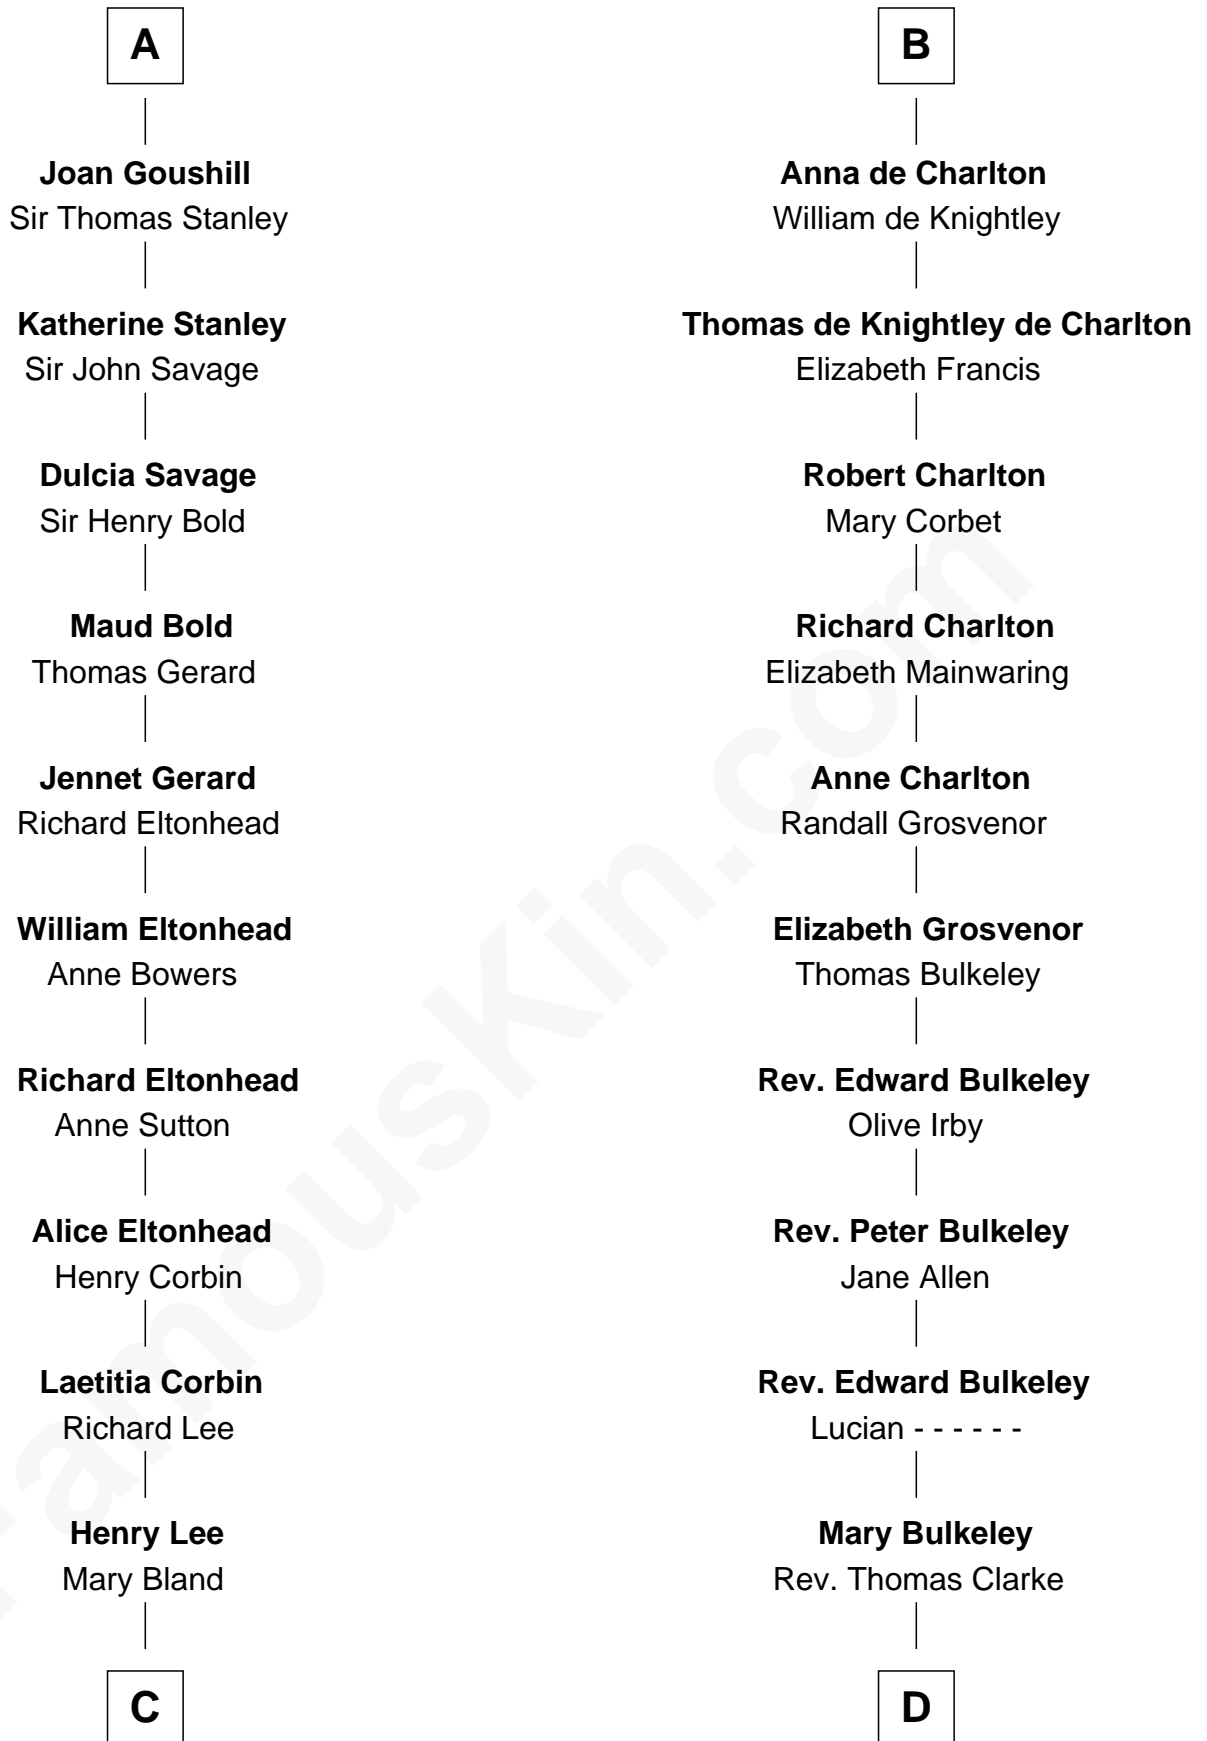 A
Joan Goushill
Sir Thomas Stanley
Katherine Stanley
Sir John Savage
Dulcia Savage
Sir Henry Bold
Maud Bold
Thomas Gerard
Jennet Gerard
Richard Eltonhead
William Eltonhead
Anne Bowers
Richard Eltonhead
Anne Sutton
Alice Eltonhead
Henry Corbin
Laetitia Corbin
Richard Lee
Henry Lee
Mary Bland
C
B
Anna de Charlton
William de Knightley
Thomas de Knightley de Charlton
Elizabeth Francis
Robert Charlton
Mary Corbet
Richard Charlton
Elizabeth Mainwaring
Anne Charlton
Randall Grosvenor
Elizabeth Grosvenor
Thomas Bulkeley
Rev. Edward Bulkeley
Olive Irby
Rev. Peter Bulkeley
Jane Allen
Rev. Edward Bulkeley
Lucian - - - - - -
Mary Bulkeley
Rev. Thomas Clarke
D
FamousKin.com